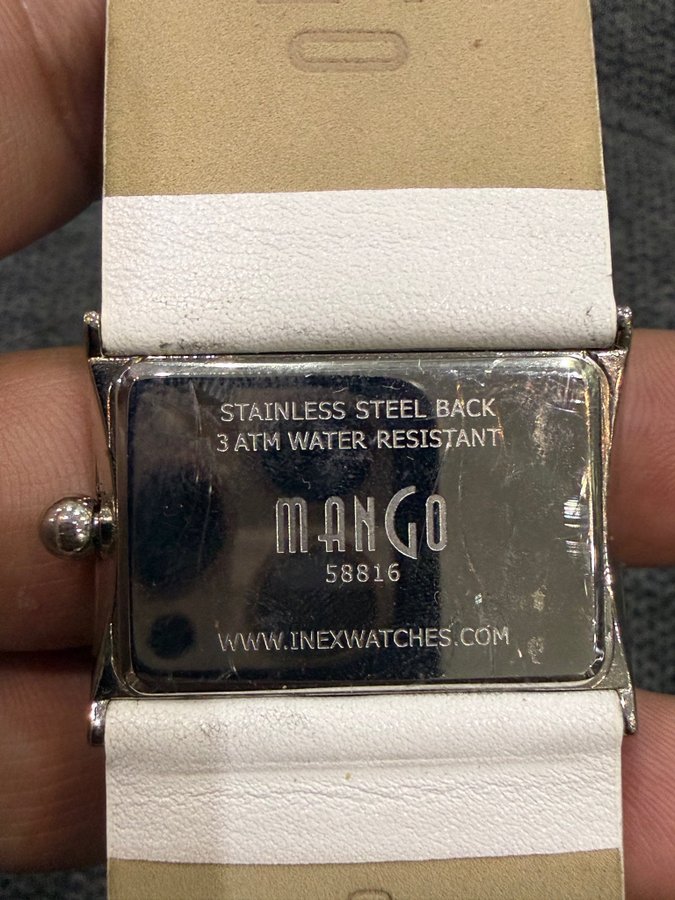 STAINLESS STEEL BACK
3 ATM WATER RESISTANT
manGo
58816
WWW.INEXWATCHES.COM